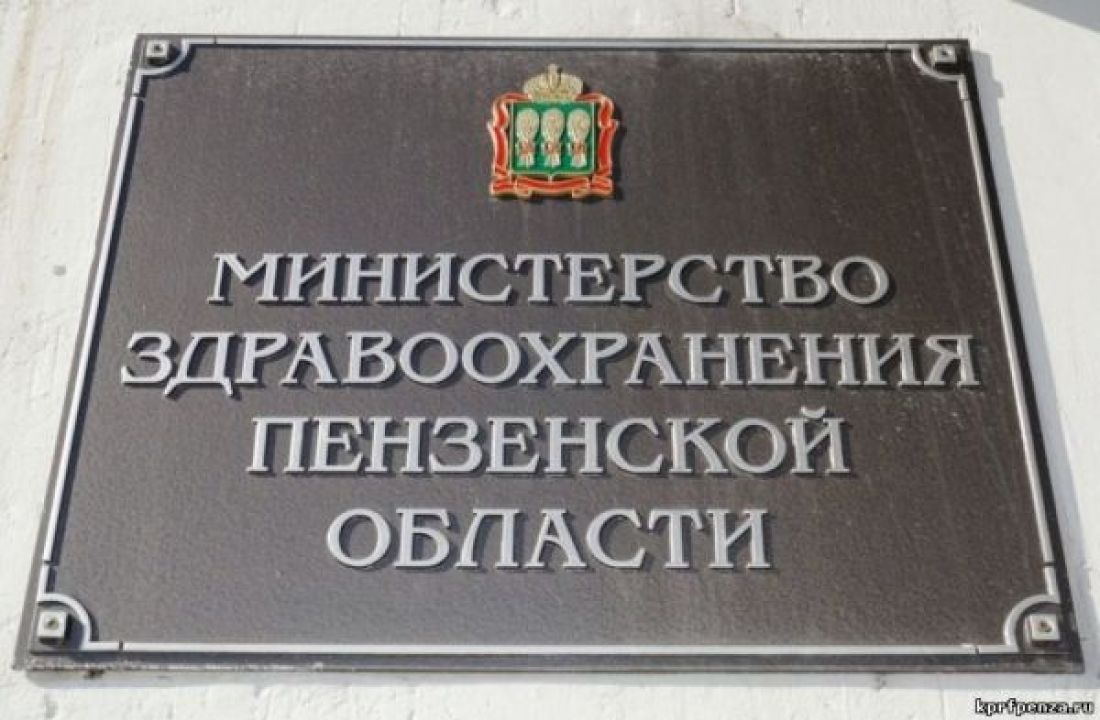 МИНИСТЕРСТВО
ЗДРАВООХРАНЕНИЯ
ПЕНЗЕНСКОЙ
ОБЛАСТИ
kprfpenza.ru